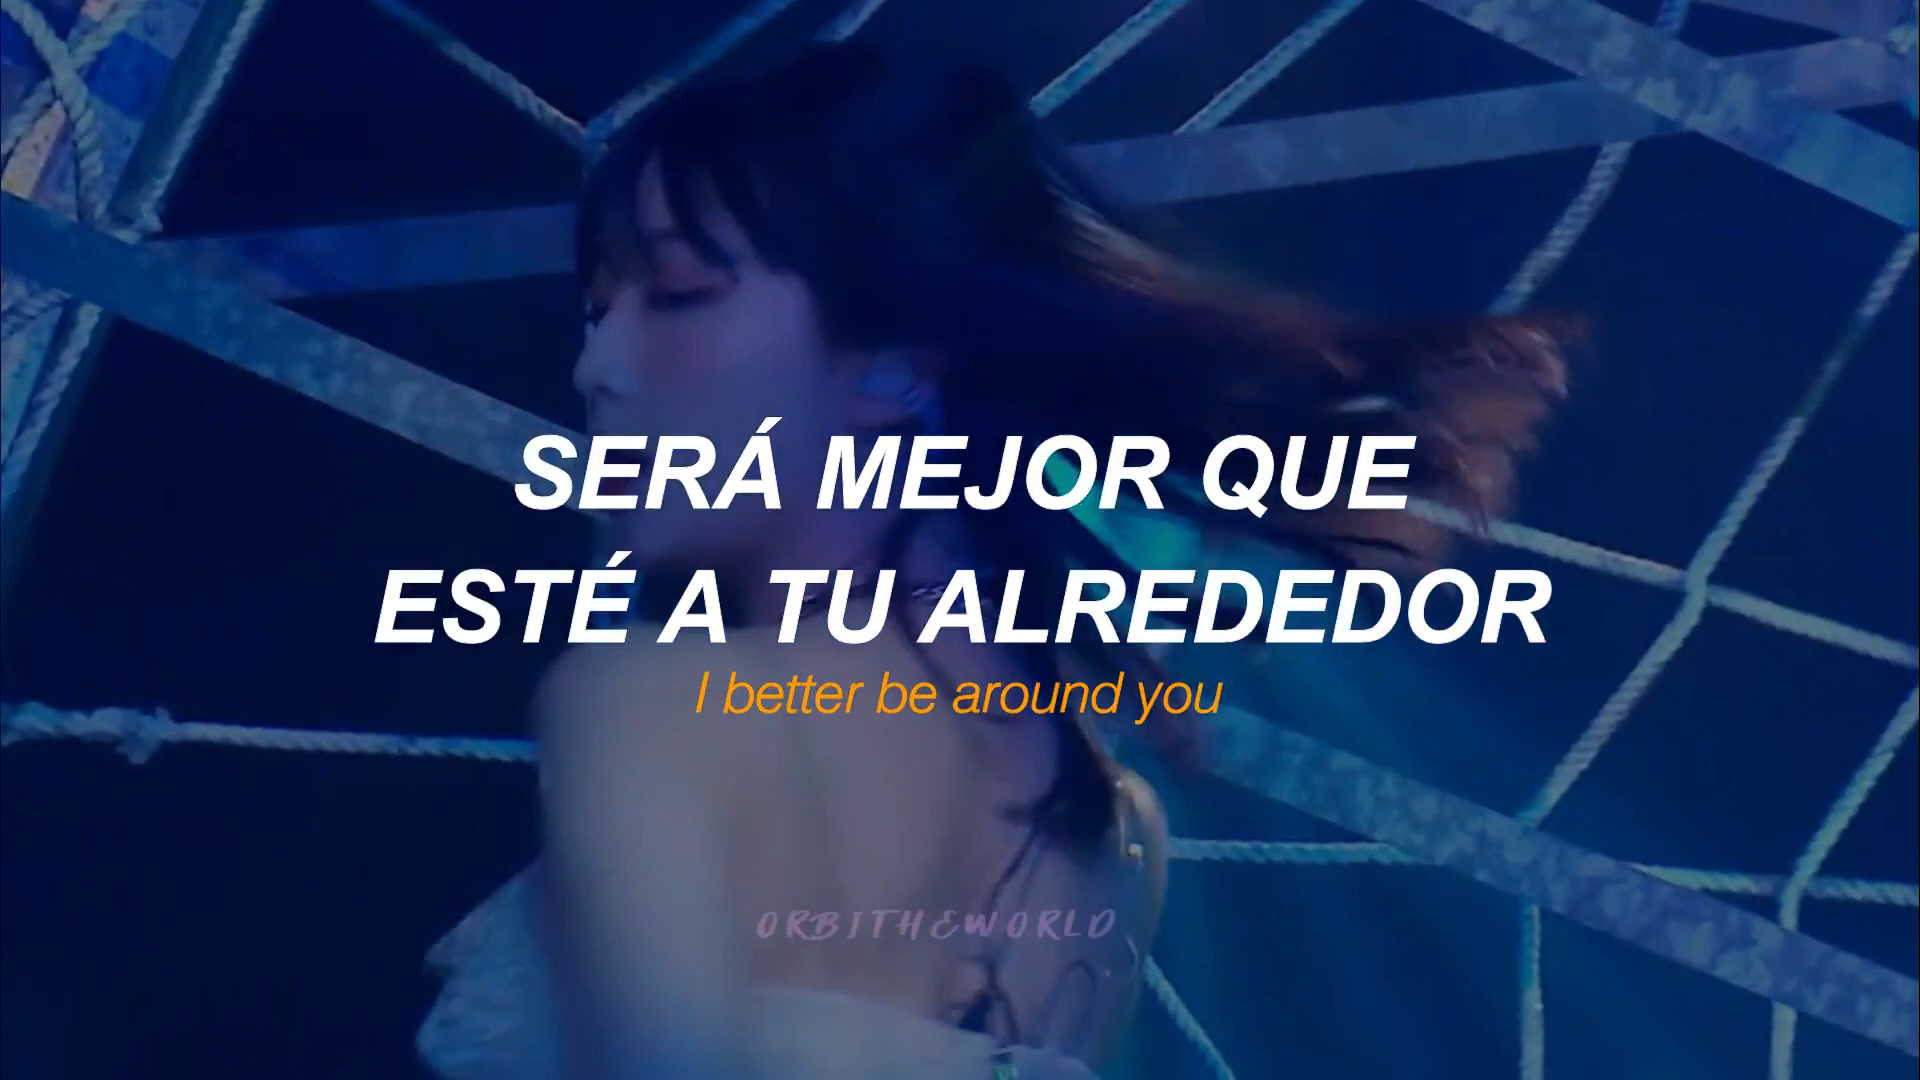 SERÁ MEJOR QUE
ESTÉ A TU ALREDEDOR
I better be around you
ORBITHEWORLD